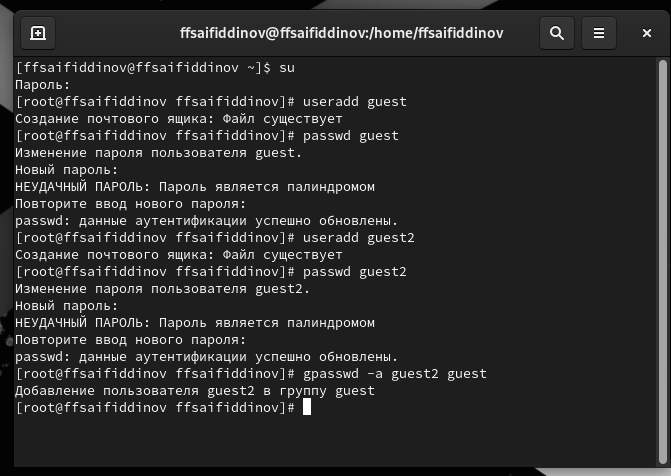 ffsaifiddinov@ffsaifiddinov:/home/ffsaifiddinov
[ffsaifiddinov@ffsaifiddinov ~]$ su
Пароль:
[root@ffsaifiddinov ffsaifiddinov]# useradd guest
Создание почтового ящика: Файл существует
[root@ffsaifiddinov ffsaifiddinov]# passwd guest
Изменение пароля пользователя guest.
Новый пароль:
НЕУДАЧНЫЙ ПАРОЛЬ: Пароль является палиндромом
Повторите ввод нового пароля:
passwd: данные аутентификации успешно обновлены.
[root@ffsaifiddinov ffsaifiddinov]# useradd guest2
Создание почтового ящика: Файл существует
[root@ffsaifiddinov ffsaifiddinov]# passwd guest2
Изменение пароля пользователя guest2.
Новый пароль:
НЕУДАЧНЫЙ ПАРОЛЬ: Пароль является палиндромом
Повторите ввод нового пароля:
passwd: данные аутентификации успешно обновлены.
[root@ffsaifiddinov ffsaifiddinov]# gpasswd -a guest2 guest
Добавление пользователя guest2 в группу guest
[root@ffsaifiddinov ffsaifiddinov]#